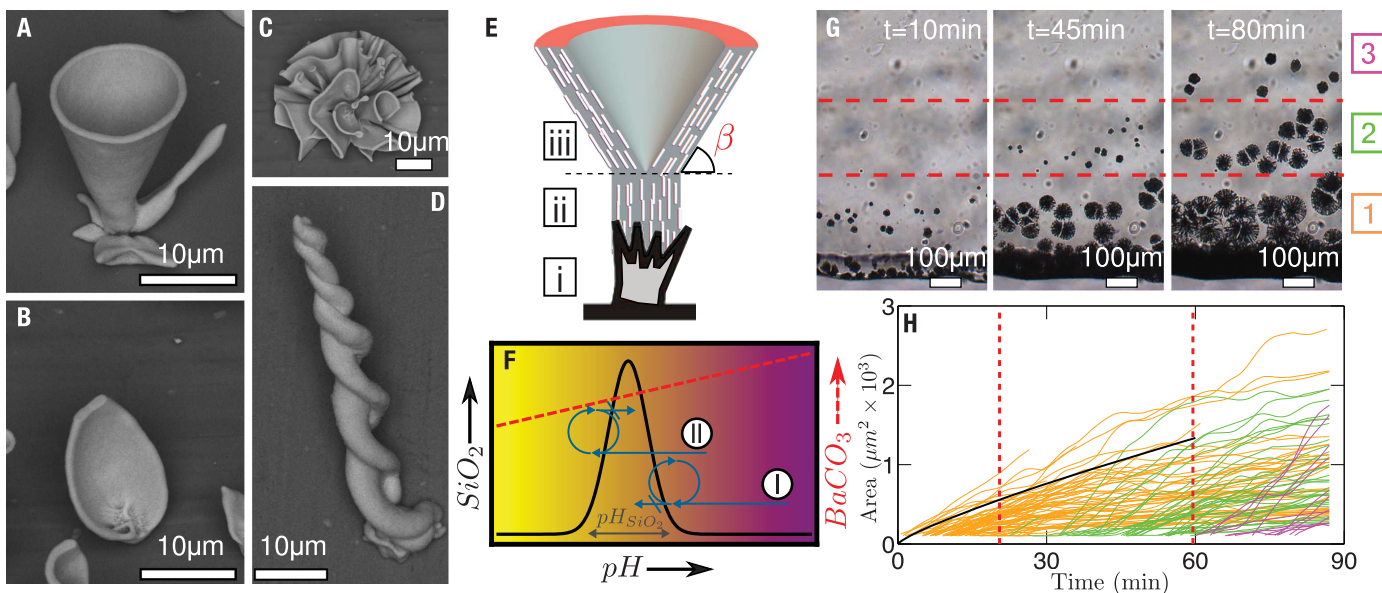 A
10μm
B
10μm
C
10μm
D
10μm
E
iii
β
ii
i
F
SiO2
II
I
pHSiO2
pH
BaCO3
G
t=10min
t=45min
t=80min
3
2
1
100μm
100μm
100μm
H
Area (μm² × 10³)
3
2
1
0
0
30
60
90
Time (min)